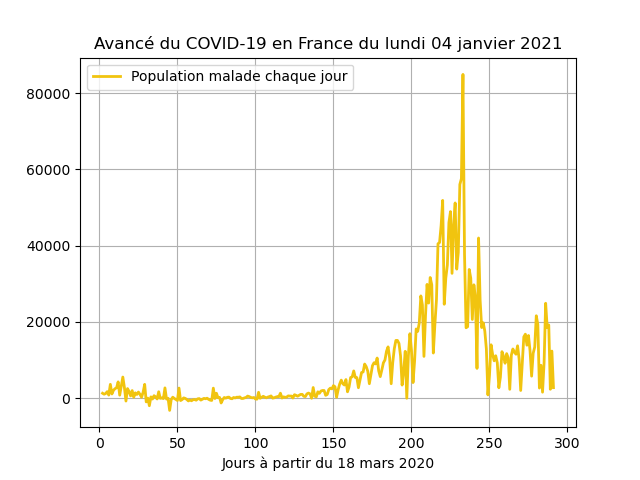 Avancé du COVID-19 en France du lundi 04 janvier 2021
Population malade chaque jour
80000
60000
40000
20000
0
0 50 100 150 200 250 300
Jours à partir du 18 mars 2020